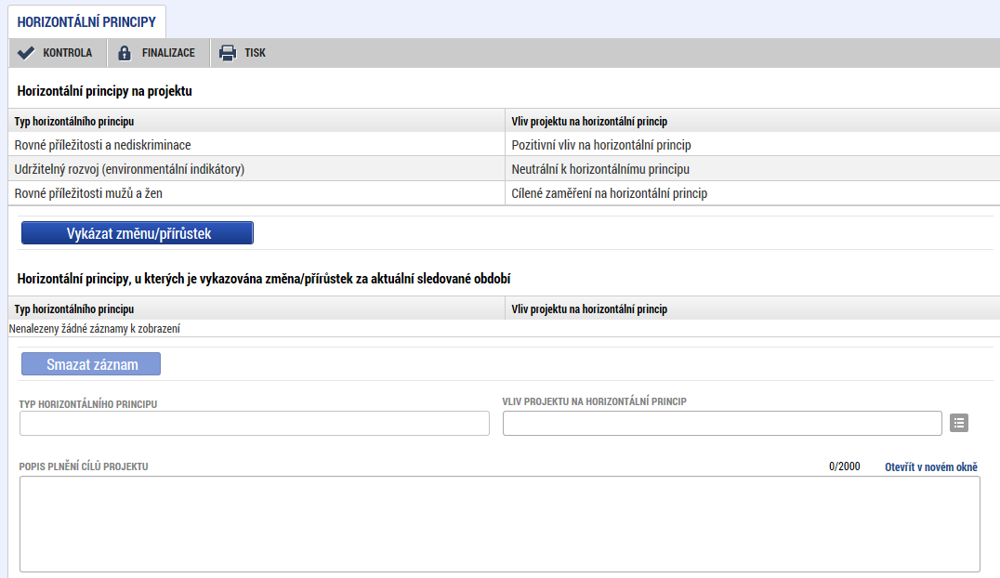 HORIZONTÁLNÍ PRINCIPY
KONTROLA FINALIZACE TISK
Horizontální principy na projektu
Typ horizontálního principu Vliv projektu na horizontální princip
Rovné příležitosti a nediskriminace Pozitivní vliv na horizontální princip
Udržitelný rozvoj (environmentální indikátory) Neutrální k horizontálnímu principu
Rovné příležitosti mužů a žen Cílené zaměření na horizontální princip
Vykázat změnu/přírůstek
Horizontální principy, u kterých je vykazována změna/přírůstek za aktuální sledované období
Typ horizontálního principu Vliv projektu na horizontální princip
Nenalezeny žádné záznamy k zobrazení
Smazat záznam
TYP HORIZONTÁLNÍHO PRINCIPU VLIV PROJEKTU NA HORIZONTÁLNÍ PRINCIP
POPIS PLNĚNÍ CÍLŮ PROJEKTU 0/2000 Otevřít v novém okně